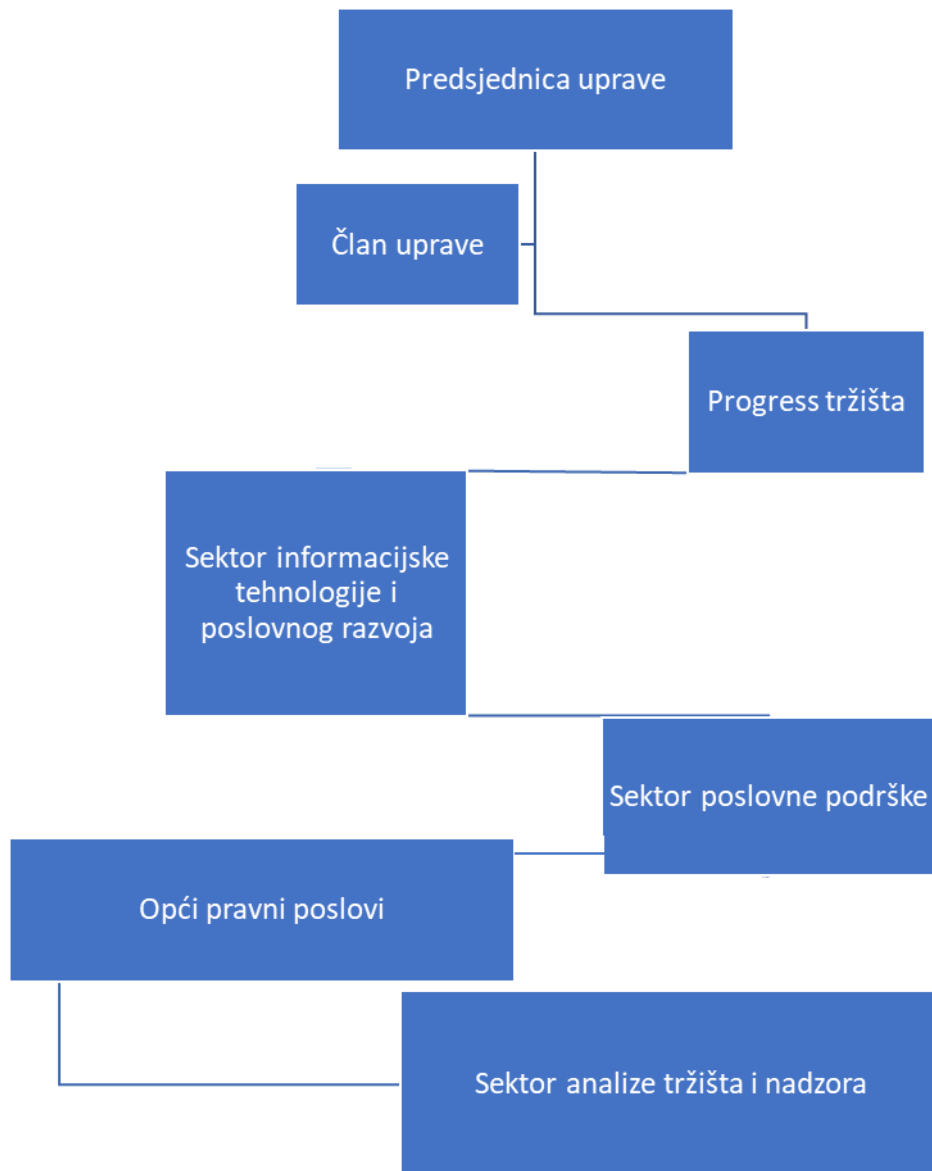 Predsjednica uprave
Član uprave
Progress tržišta
Sektor informacijske
tehnologije i
poslovnog razvoja
Sektor poslovne podrške
Opći pravni poslovi
Sektor analize tržišta i nadzora